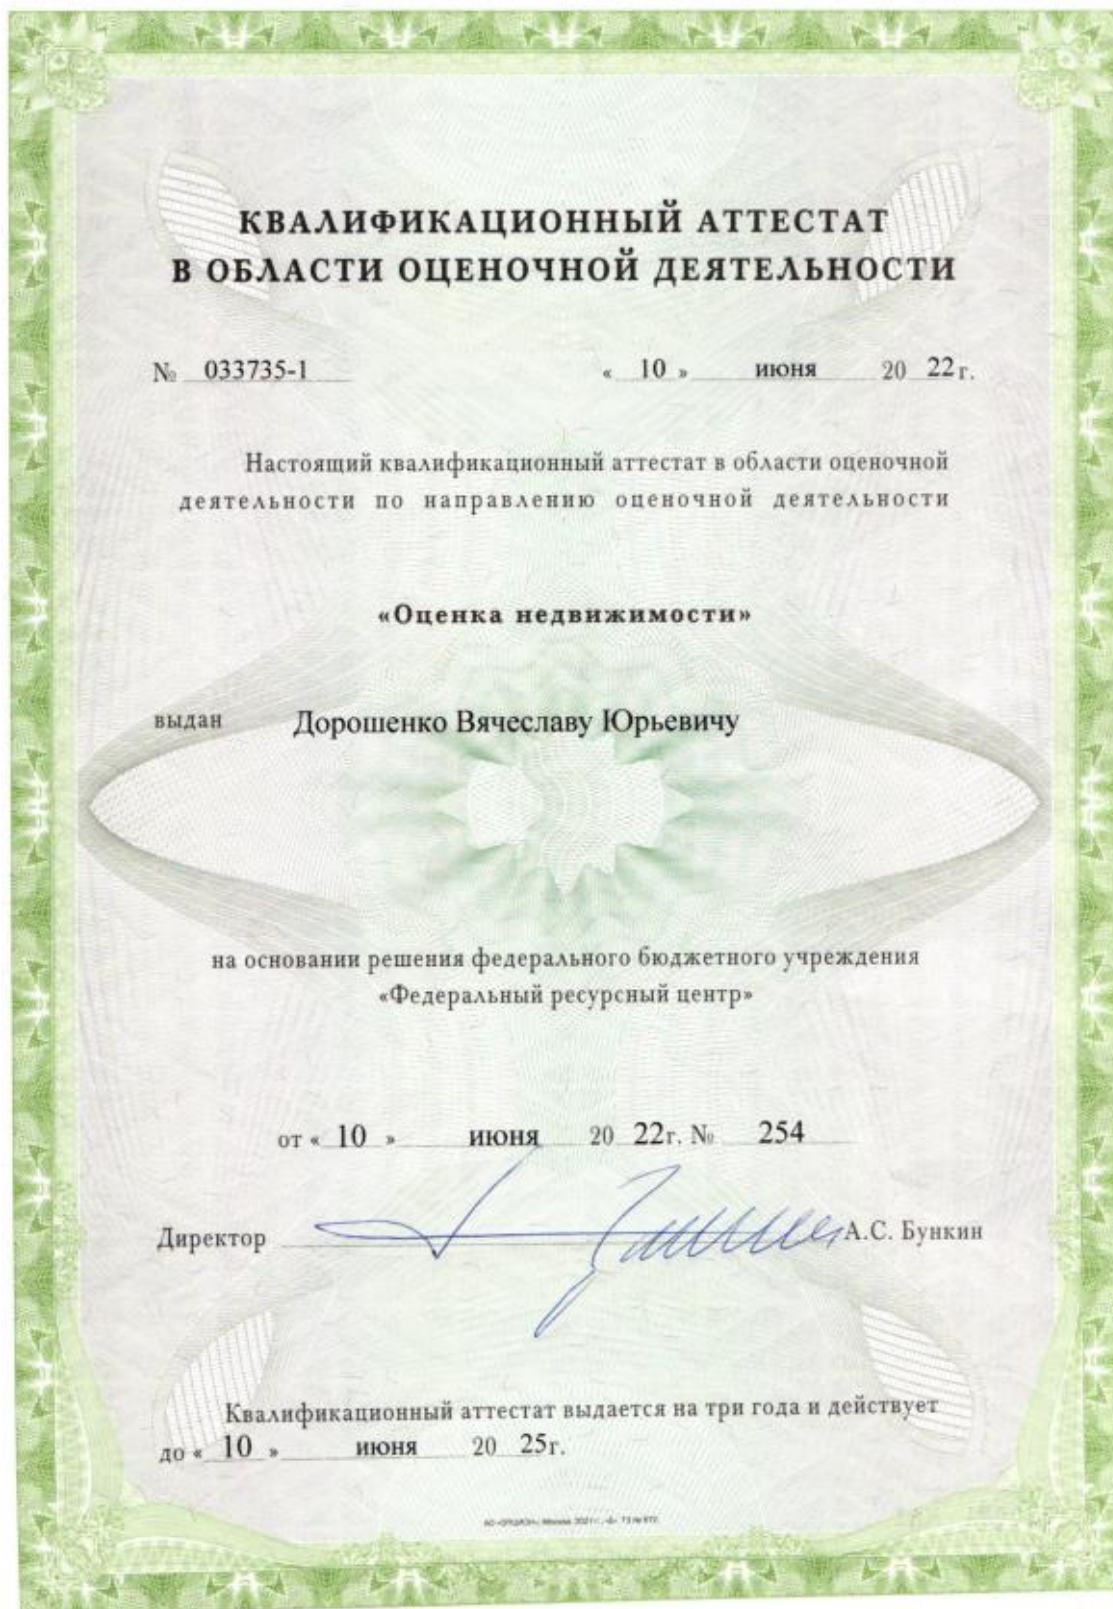 КВАЛИФИКАЦИОННЫЙ АТТЕСТАТ
В ОБЛАСТИ ОЦЕНОЧНОЙ ДЕЯТЕЛЬНОСТИ
№ 033735-1 « 10 » июня 20 22 г.
Настоящий квалификационный аттестат в области оценочной
деятельности по направлению оценочной деятельности
«Оценка недвижимости»
выдан Дорошенко Вячеславу Юрьевичу
на основании решения федерального бюджетного учреждения
«Федеральный ресурсный центр»
от « 10 » июня 20 22г. № 254
Директор А.С. Бункин
Квалификационный аттестат выдается на три года и действует
до « 10 » июня 20 25г.